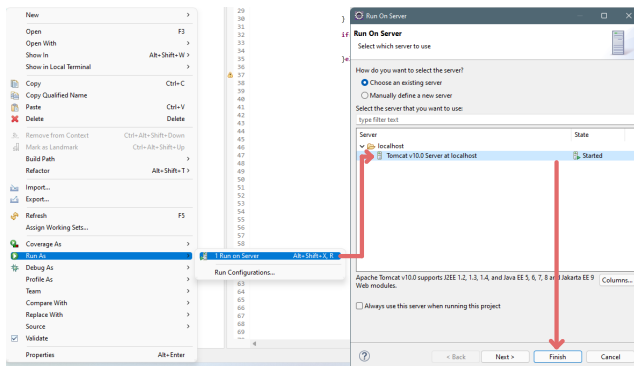 New >
Open F3
Open With >
Show In Alt+Shift+W >
Show in Local Terminal >
Copy Ctrl+C
Copy Qualified Name
Paste Ctrl+V
Delete Delete
Remove from Context Ctrl+Alt+Shift+Down
Mark as Landmark Ctrl+Alt+Shift+Up
Build Path >
Refactor Alt+Shift+T >
Import...
Export...
Refresh F5
Assign Working Sets...
Coverage As >
Run As >
Debug As >
Profile As >
Team >
Compare With >
Replace With >
Source >
Validate
Properties Alt+Enter
1 Run on Server Alt+Shift+X, R
Run Configurations...
29
30 }
31
32 if
33
34
35 }e
36
37
38
39
40
41
42
43
44
45
46
47
48
49
50
51
52
53
54
55
56
57
58
63
64
65
66
67
68
69
Run On Server
Run On Server
Select which server to use
How do you want to select the server?
Choose an existing server
Manually define a new server
Select the server that you want to use:
type filter text
Server State
localhost
Tomcat v10.0 Server at localhost Started
Apache Tomcat v10.0 supports J2EE 1.2, 1.3, 1.4, and Java EE 5, 6, 7, 8 and Jakarta EE 9
Web modules.
Columns...
Always use this server when running this project
< Back Next > Finish Cancel